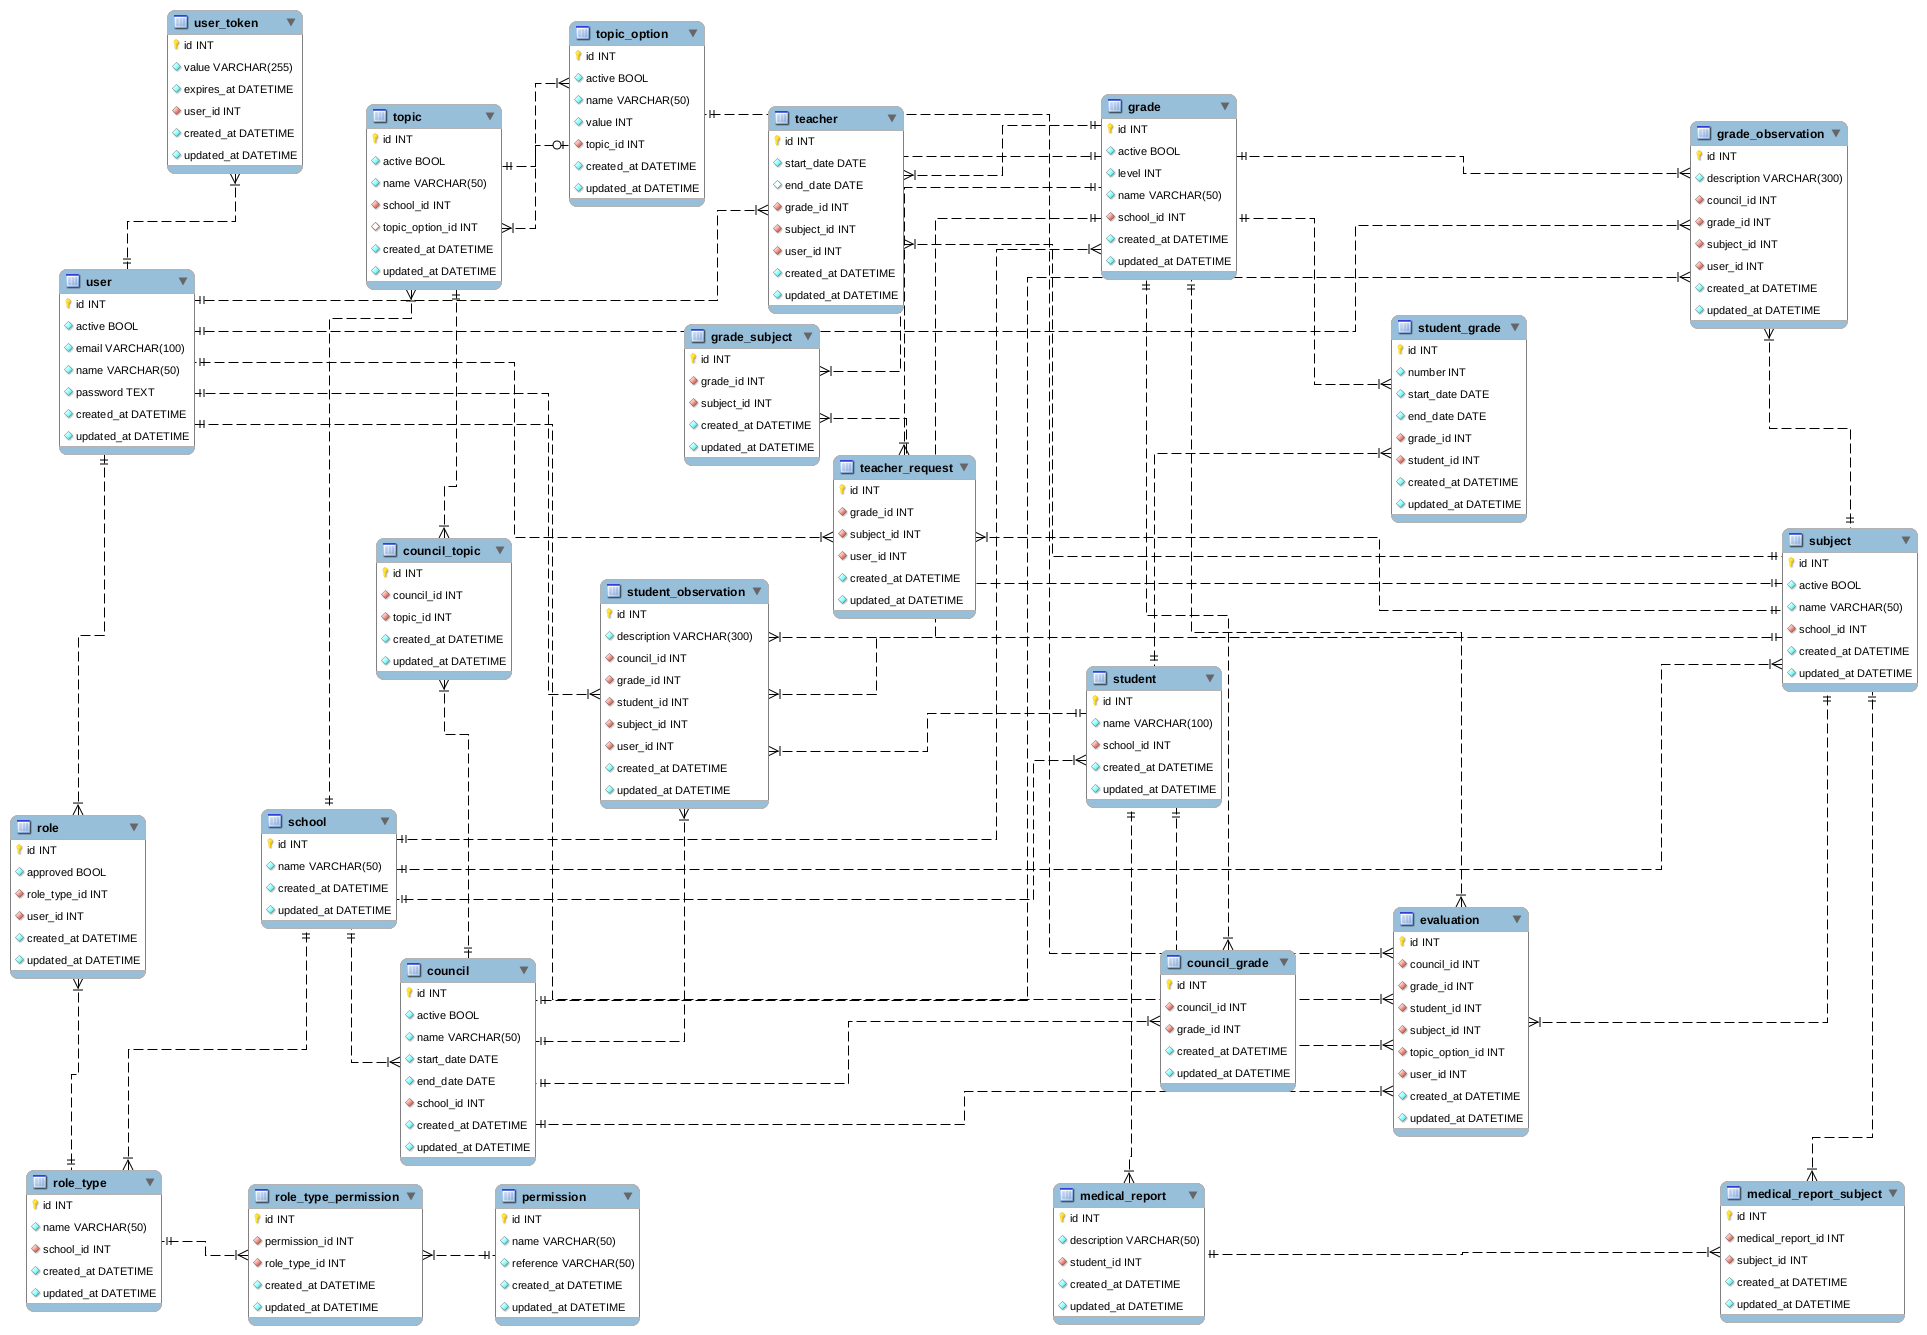 user_token
id INT
value VARCHAR(255)
expires_at DATETIME
user_id INT
created_at DATETIME
updated_at DATETIME
topic_option
id INT
active BOOL
name VARCHAR(50)
value INT
topic_id INT
created_at DATETIME
updated_at DATETIME
topic
id INT
active BOOL
name VARCHAR(50)
school_id INT
topic_option_id INT
created_at DATETIME
updated_at DATETIME
teacher
id INT
start_date DATE
end_date DATE
grade_id INT
subject_id INT
user_id INT
created_at DATETIME
updated_at DATETIME
grade
id INT
active BOOL
level INT
name VARCHAR(50)
school_id INT
created_at DATETIME
updated_at DATETIME
grade_observation
id INT
description VARCHAR(300)
council_id INT
grade_id INT
subject_id INT
user_id INT
created_at DATETIME
updated_at DATETIME
user
id INT
active BOOL
email VARCHAR(100)
name VARCHAR(50)
password TEXT
created_at DATETIME
updated_at DATETIME
grade_subject
id INT
grade_id INT
subject_id INT
created_at DATETIME
updated_at DATETIME
student_grade
id INT
number INT
start_date DATE
end_date DATE
grade_id INT
student_id INT
created_at DATETIME
updated_at DATETIME
teacher_request
id INT
grade_id INT
subject_id INT
user_id INT
created_at DATETIME
updated_at DATETIME
council_topic
id INT
council_id INT
topic_id INT
created_at DATETIME
updated_at DATETIME
student_observation
id INT
description VARCHAR(300)
council_id INT
grade_id INT
student_id INT
subject_id INT
user_id INT
created_at DATETIME
updated_at DATETIME
subject
id INT
active BOOL
name VARCHAR(50)
school_id INT
created_at DATETIME
updated_at DATETIME
student
id INT
name VARCHAR(100)
school_id INT
created_at DATETIME
updated_at DATETIME
role
id INT
approved BOOL
role_type_id INT
user_id INT
created_at DATETIME
updated_at DATETIME
school
id INT
name VARCHAR(50)
created_at DATETIME
updated_at DATETIME
council
id INT
active BOOL
name VARCHAR(50)
start_date DATE
end_date DATE
school_id INT
created_at DATETIME
updated_at DATETIME
council_grade
id INT
council_id INT
grade_id INT
created_at DATETIME
updated_at DATETIME
evaluation
id INT
council_id INT
grade_id INT
student_id INT
subject_id INT
topic_option_id INT
user_id INT
created_at DATETIME
updated_at DATETIME
role_type
id INT
name VARCHAR(50)
school_id INT
created_at DATETIME
updated_at DATETIME
role_type_permission
id INT
permission_id INT
role_type_id INT
created_at DATETIME
updated_at DATETIME
permission
id INT
name VARCHAR(50)
reference VARCHAR(50)
created_at DATETIME
updated_at DATETIME
medical_report
id INT
description VARCHAR(50)
student_id INT
created_at DATETIME
updated_at DATETIME
medical_report_subject
id INT
medical_report_id INT
subject_id INT
created_at DATETIME
updated_at DATETIME